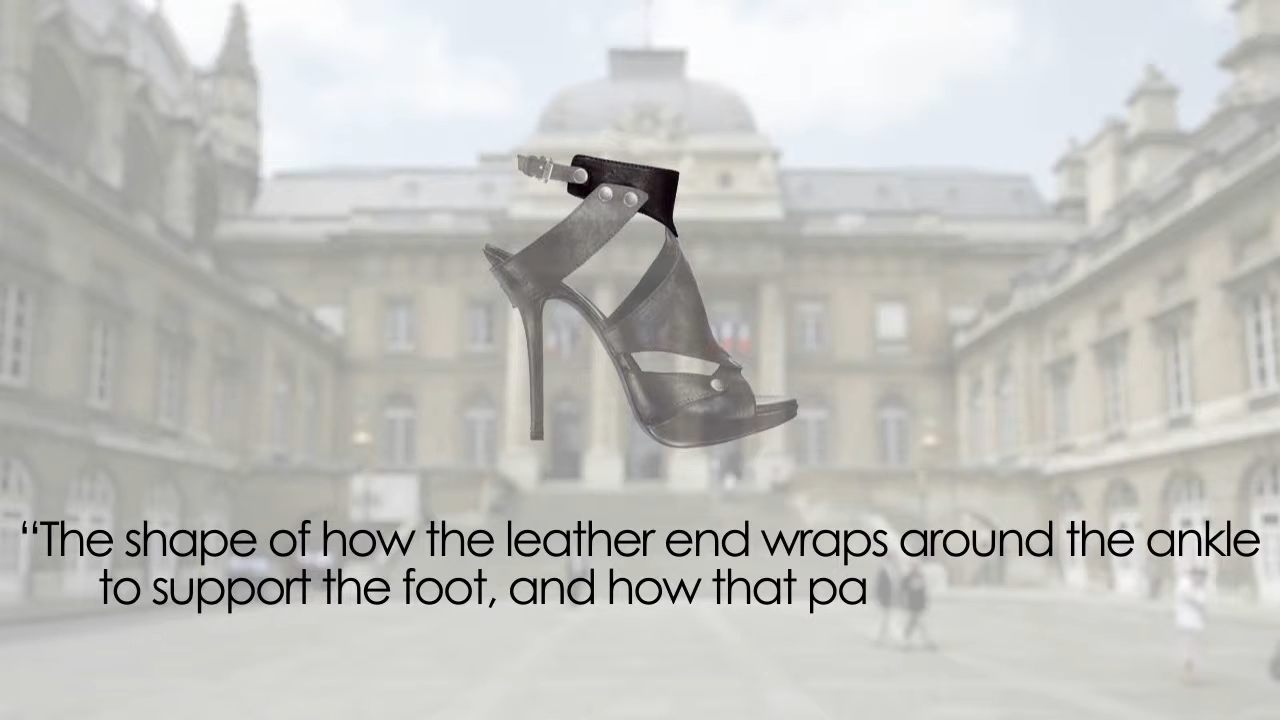 “The shape of how the leather end wraps around the ankle
to support the foot, and how that pa